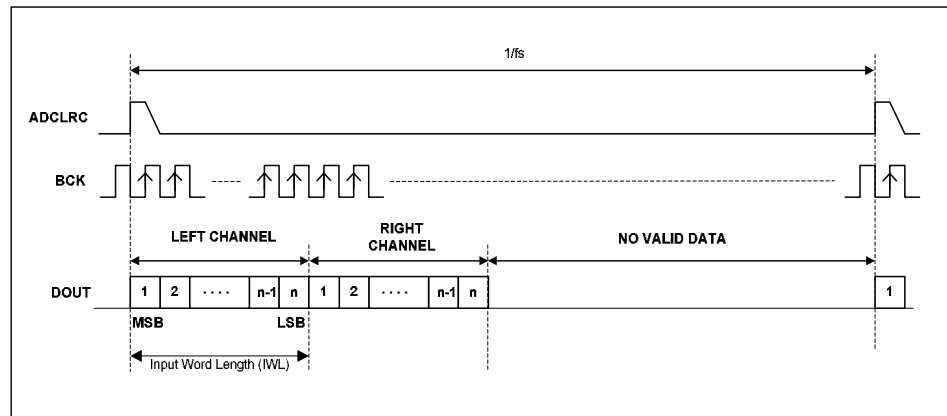 1/fs
ADCLRC
BCK
LEFT CHANNEL
RIGHT
CHANNEL
NO VALID DATA
DOUT
1 2 .... n-1 n 1 2 .... n-1 n 1
MSB LSB
Input Word Length (IWL)